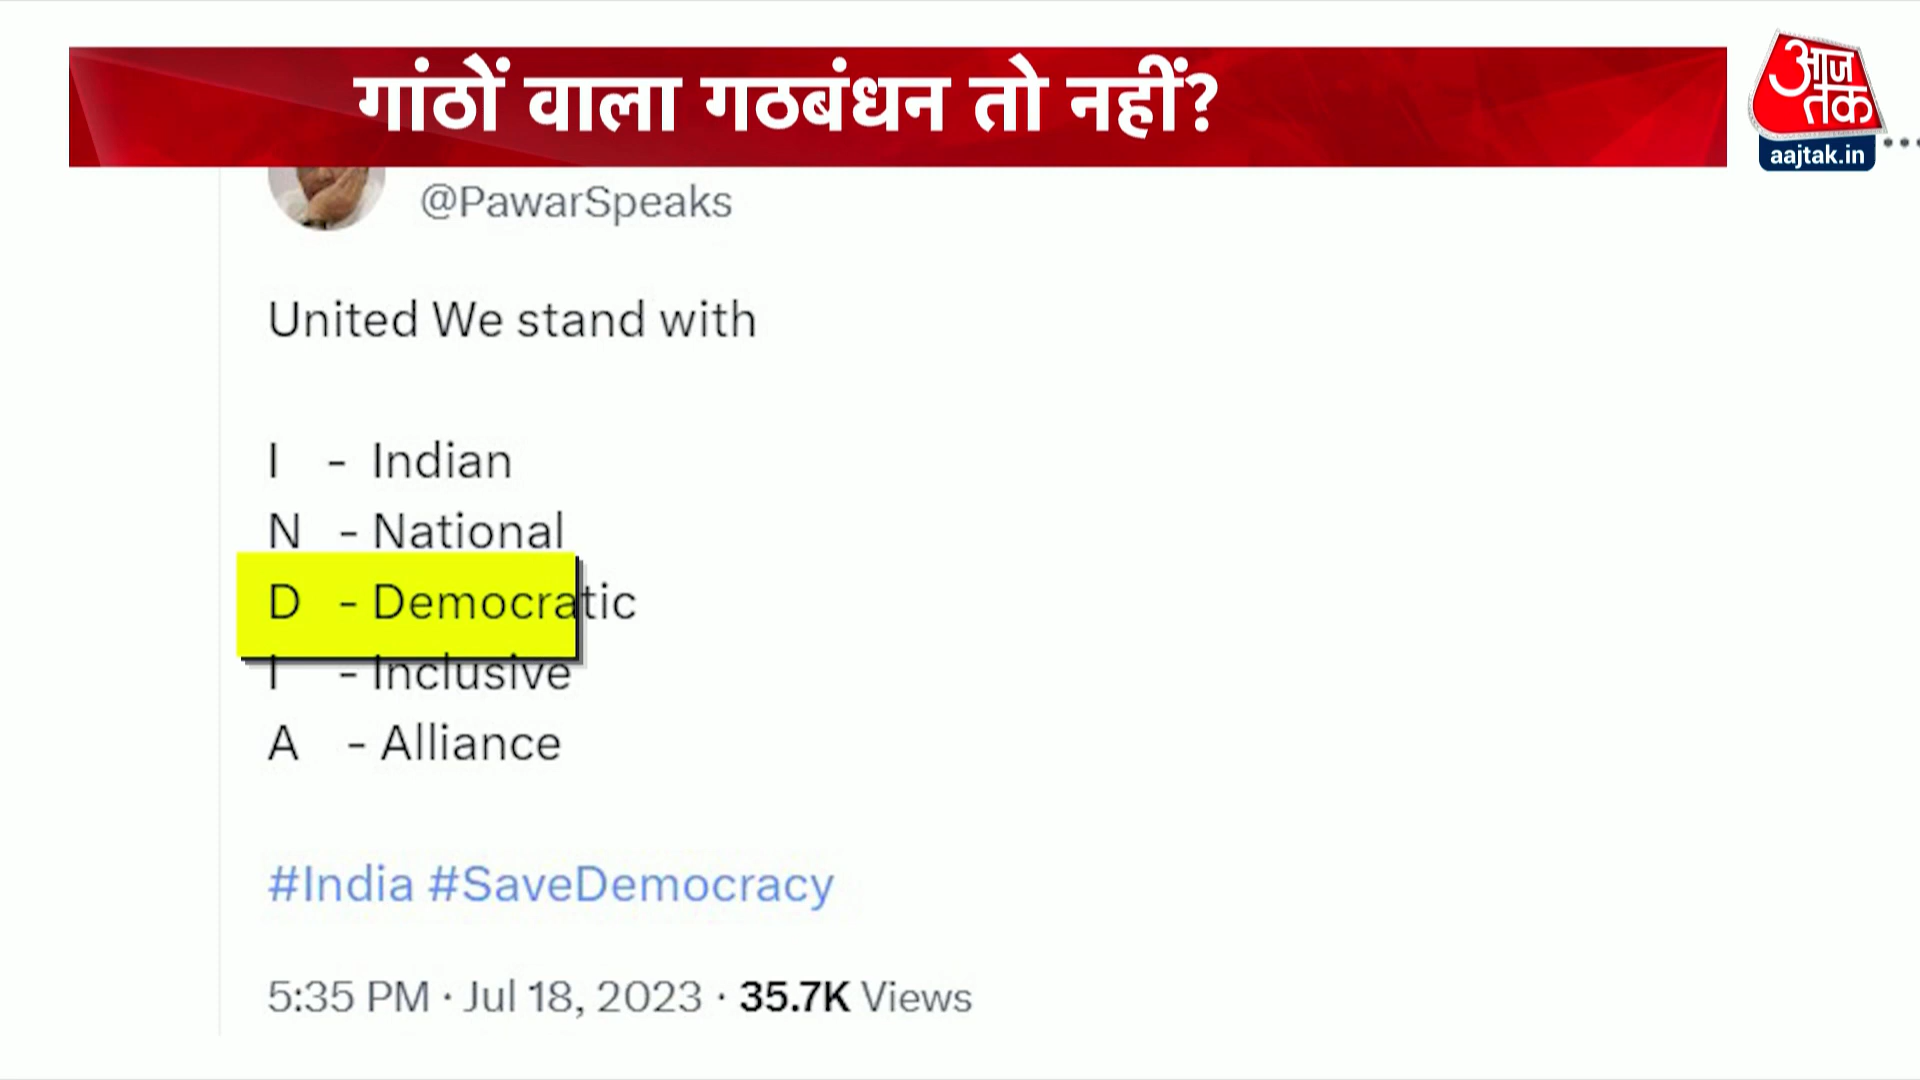 गांठों वाला गठबंधन तो नहीं?
आज
तक
aajtak.in
@PawarSpeaks
United We stand with
I - Indian
N - National
D - Democratic
I - Inclusive
A - Alliance
#India #SaveDemocracy
5:35 PM · Jul 18, 2023 · 35.7K Views